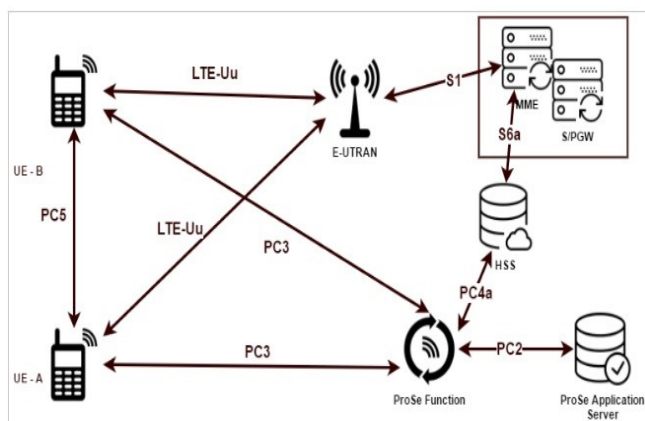 LTE-Uu
S1
MME
S/PGW
E-UTRAN
S6a
UE - B
PC5
LTE-Uu
PC3
HSS
PC4a
PC3
PC2
UE - A
ProSe Function
ProSe Application
Server